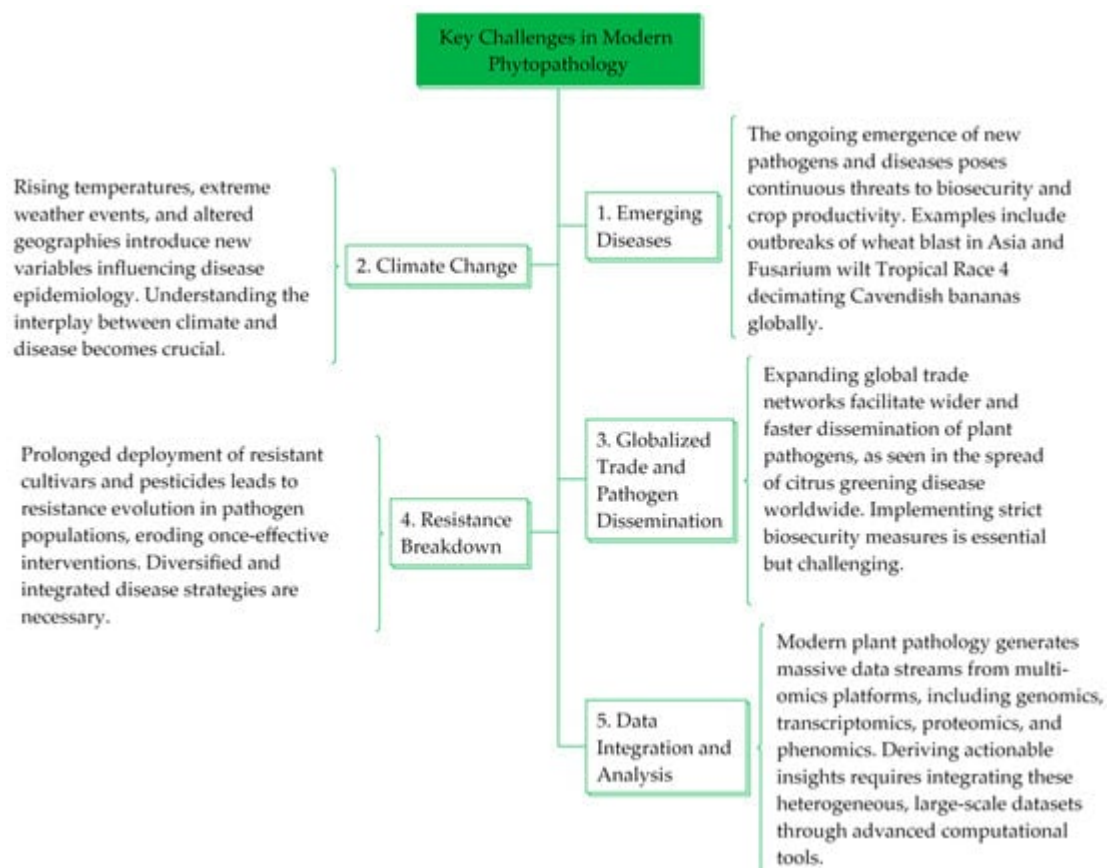 Key Challenges in Modern
Phytopathology
1. Emerging
Diseases
The ongoing emergence of new
pathogens and diseases poses
continuous threats to biosecurity and
crop productivity. Examples include
outbreaks of wheat blast in Asia and
Fusarium wilt Tropical Race 4
decimating Cavendish bananas
globally.
2. Climate Change
Rising temperatures, extreme
weather events, and altered
geographies introduce new
variables influencing disease
epidemiology. Understanding the
interplay between climate and
disease becomes crucial.
3. Globalized
Trade and
Pathogen
Dissemination
Expanding global trade
networks facilitate wider and
faster dissemination of plant
pathogens, as seen in the spread
of citrus greening disease
worldwide. Implementing strict
biosecurity measures is essential
but challenging.
4. Resistance
Breakdown
Prolonged deployment of resistant
cultivars and pesticides leads to
resistance evolution in pathogen
populations, eroding once-effective
interventions. Diversified and
integrated disease strategies are
necessary.
5. Data
Integration and
Analysis
Modern plant pathology generates
massive data streams from multi-
omics platforms, including genomics,
transcriptomics, proteomics, and
phenomics. Deriving actionable
insights requires integrating these
heterogeneous, large-scale datasets
through advanced computational
tools.